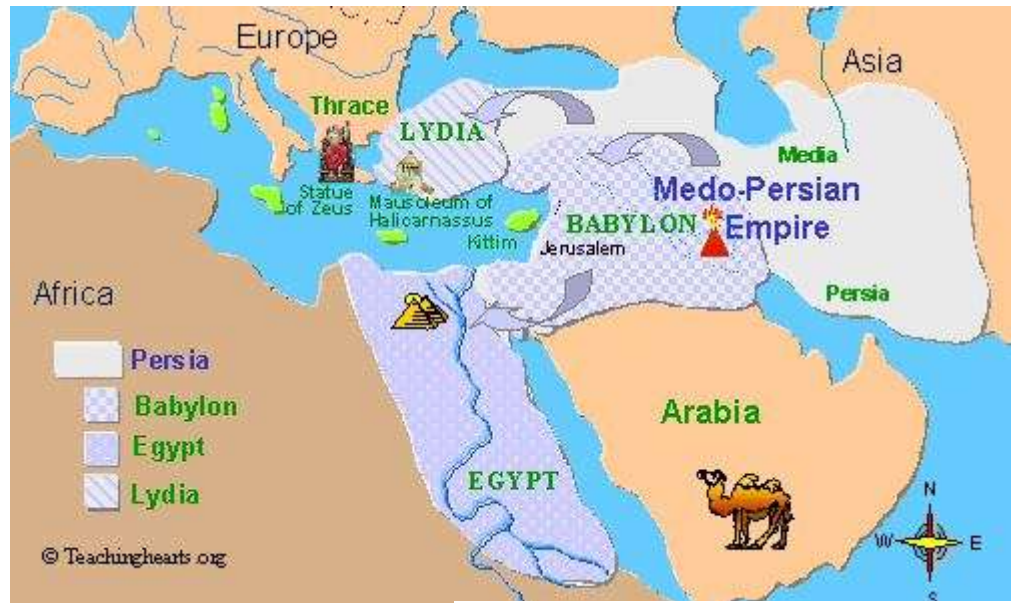 Europe
Asia
Thrace
LYDIA
Media
Statue
of Zeus
Mausoleum of
Halicarnassus
Kittim
Medo-Persian
Empire
BABYLON
Jerusalem
Africa
Persia
Persia
Babylon
Egypt
Lydia
Arabia
EGYPT
N
W
E
S
© Teachinghearts.org